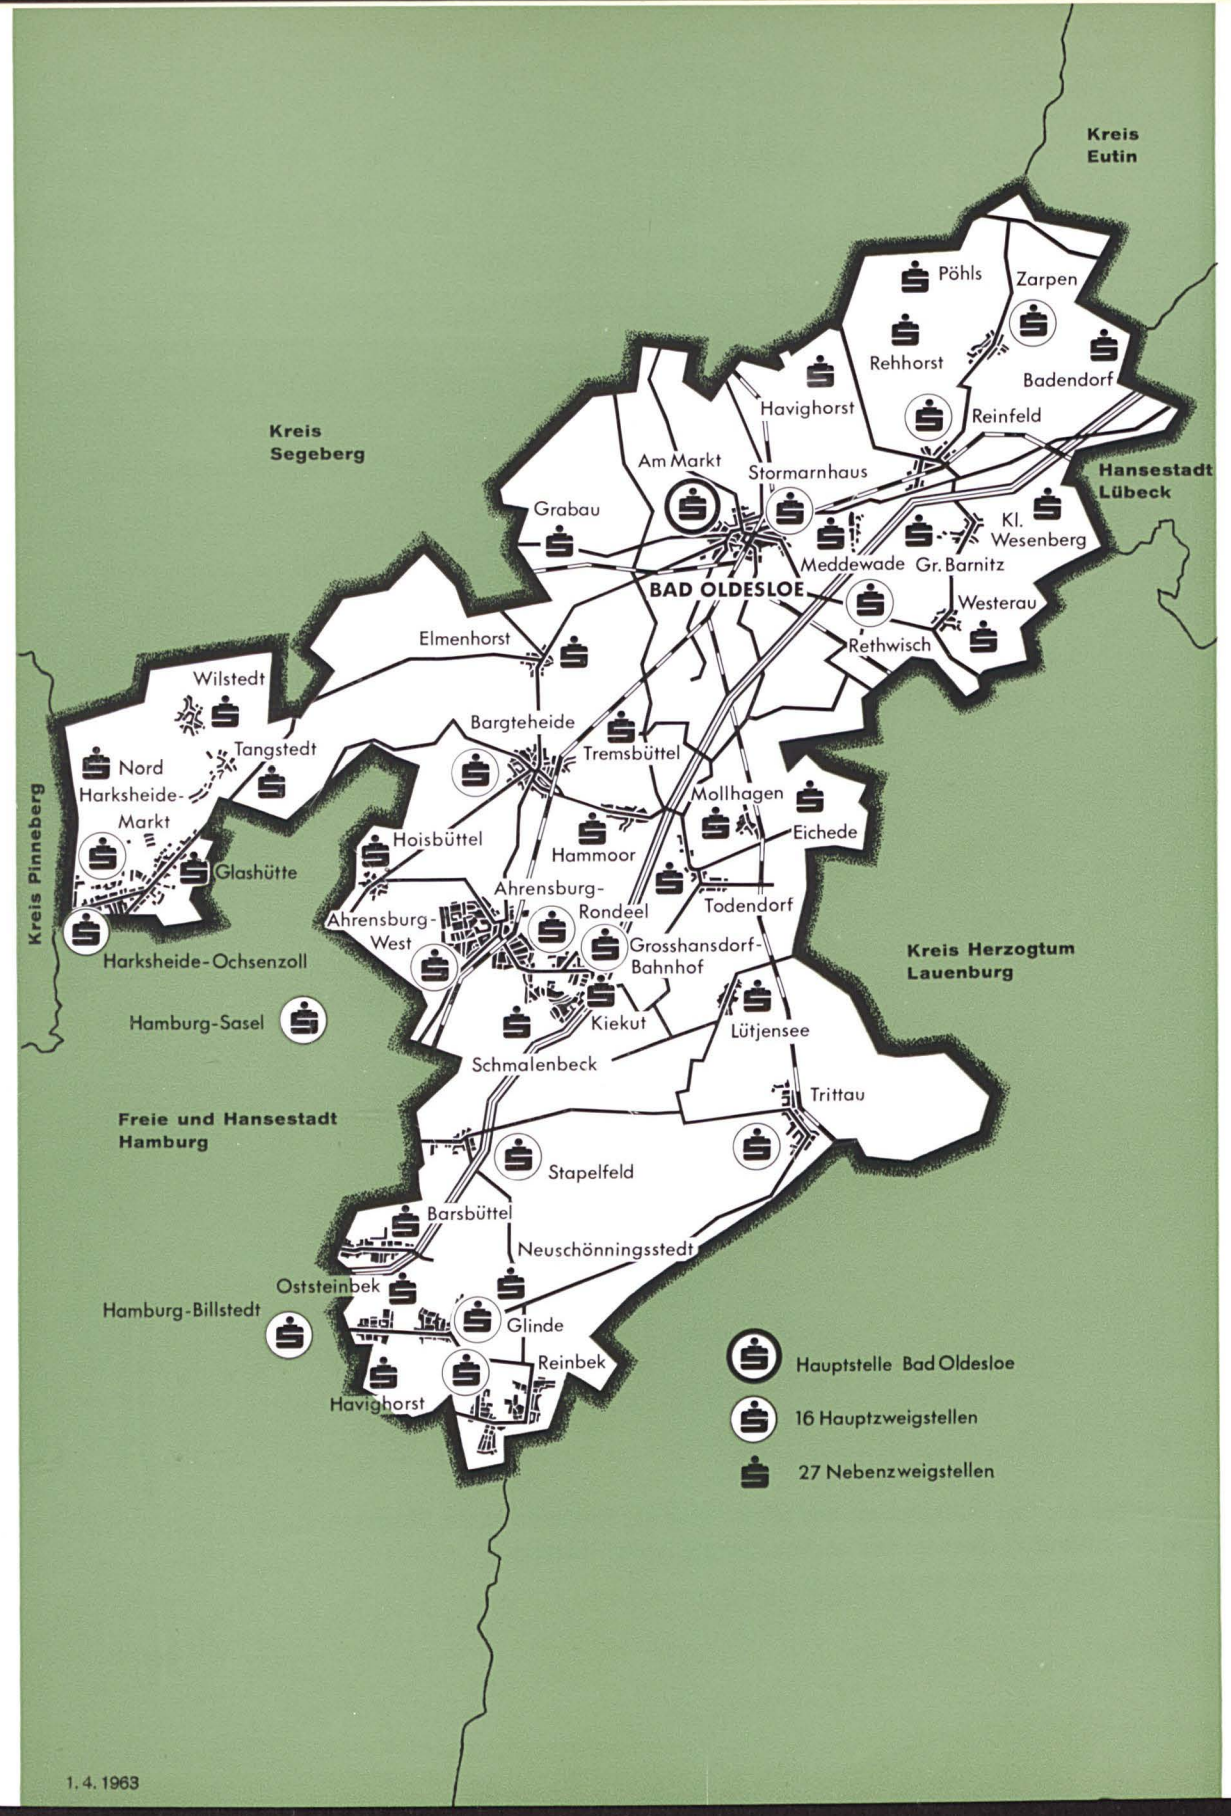 Kreis
Eutin
Pöhls
Zarpen
Rehhorst
Badendorf
Havighorst
Reinfeld
Kreis
Segeberg
Am Markt
Stormarnhaus
Hansestadt
Lübeck
Grabau
Kl.
Wesenberg
Meddewade
Gr. Barnitz
BAD OLDESLOE
Westerau
Elmenhorst
Rethwisch
Wilstedt
Bargteheide
Tangstedt
Tremsbüttel
Nord
Harksheide-
Markt
Mollhagen
Eichede
Hoisbüttel
Hammoor
Glashütte
Kreis Pinneberg
Ahrensburg-
Rondeel
Todendorf
Ahrensburg-
West
Grosshansdorf-
Bahnhof
Kreis Herzogtum
Lauenburg
Harksheide-Ochsenzoll
Hamburg-Sasel
Kiekut
Lütjensee
Schmalenbeck
Trittau
Freie und Hansestadt
Hamburg
Stapelfeld
Barsbüttel
Neuschönningsstedt
Oststeinbek
Hamburg-Billstedt
Glinde
Reinbek
Havighorst
Hauptstelle Bad Oldesloe
16 Hauptzweigstellen
27 Nebenzweigstellen
1. 4. 1963